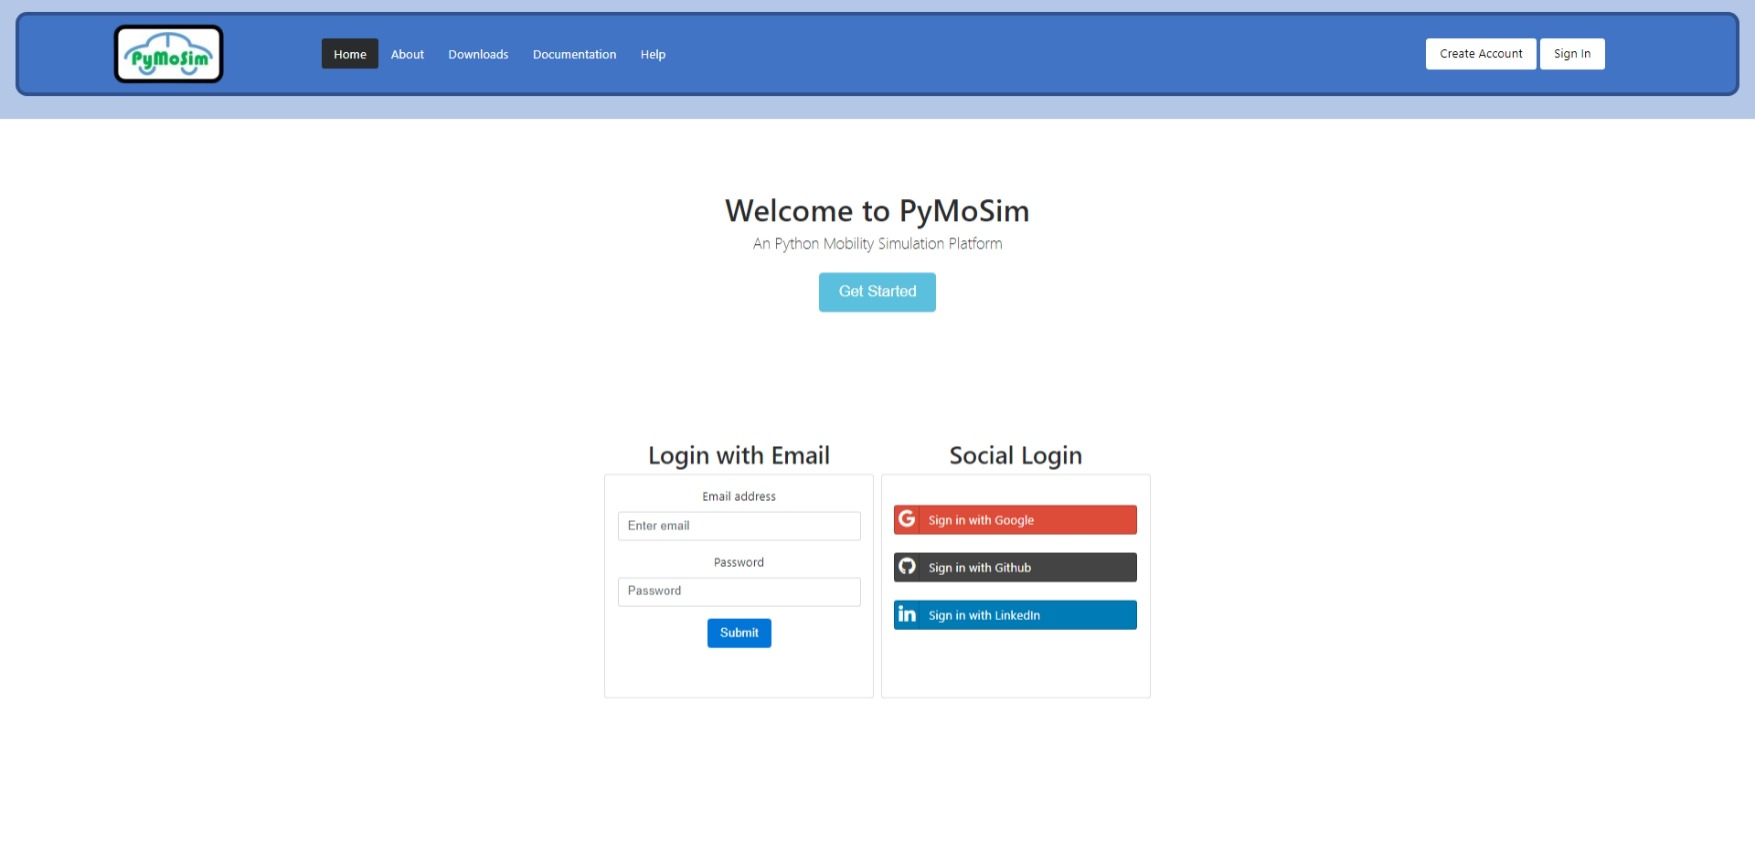 PyMoSim
Home About Downloads Documentation Help Create Account Sign In
Welcome to PyMoSim
An Python Mobility Simulation Platform
Get Started
Login with Email
Email address
Enter email
Password
Password
Submit
Social Login
Sign in with Google
Sign in with Github
Sign in with LinkedIn